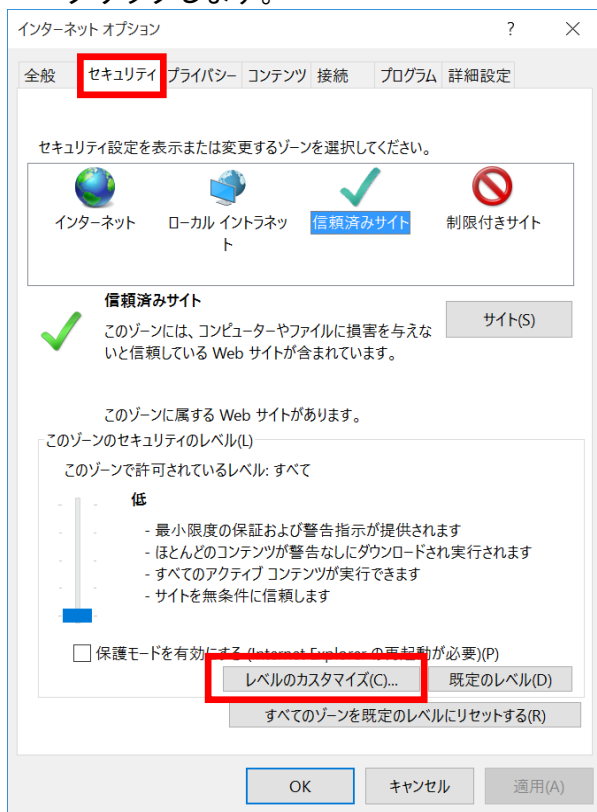 クリックします。
インターネット オプション ?
全般 セキュリティ プライバシー コンテンツ 接続 プログラム 詳細設定
セキュリティ設定を表示または変更するゾーンを選択してください。
インターネット ローカル イントラネッ 信頼済みサイト 制限付きサイト
ト
信頼済みサイト
サイト(S)
このゾーンには、コンピューターやファイルに損害を与えな
いと信頼している Web サイトが含まれています。
このゾーンに属する Web サイトがあります。
このゾーンのセキュリティのレベル(L)
このゾーンで許可されているレベル: すべて
低
- 最小限度の保証および警告指示が提供されます
- ほとんどのコンテンツが警告なしにダウンロードされ実行されます
- すべてのアクティブ コンテンツが実行できます
- サイトを無条件に信頼します
保護モードを有効にする (Internet Explorer の再起動が必要)(P)
レベルのカスタマイズ(C)... 既定のレベル(D)
すべてのゾーンを既定のレベルにリセットする(R)
OK キャンセル 適用(A)